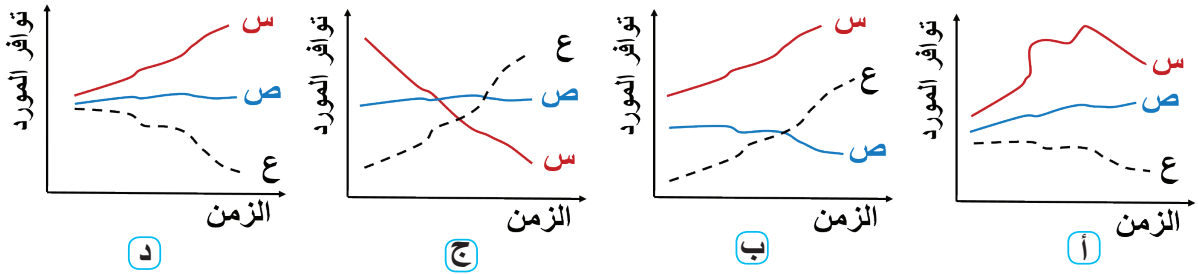 توافر المورد
س
ص
ع
الزمن
أ
توافر المورد
س
ع
ص
الزمن
ب
توافر المورد
ع
ص
س
الزمن
ج
توافر المورد
س
ص
ع
الزمن
د